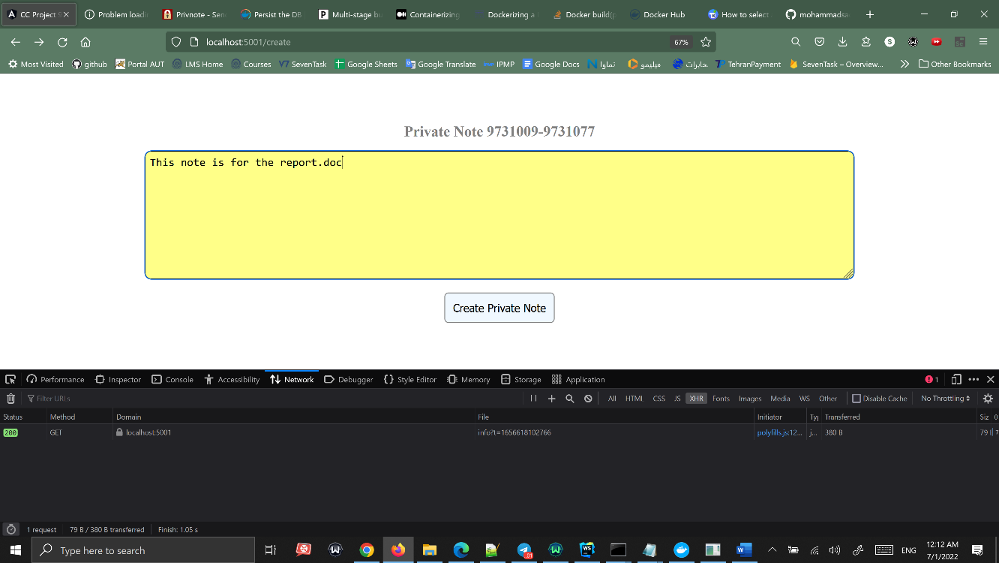 CC Project 9
Problem loadi
Privnote - Sen
Persist the DB
Multi-stage bu
Containerizing
Dockerizing a
Docker build(p
Docker Hub
How to select
mohammadsa
localhost:5001/create
67%
Most Visited
github
Portal AUT
LMS Home
Courses
SevenTask
Google Sheets
Google Translate
IPMP
Google Docs
نماوا
فیلیمو
مخابرات
TehranPayment
SevenTask – Overview...
Other Bookmarks
Private Note 9731009-9731077
This note is for the report.doc
Create Private Note
Performance
Inspector
Console
Accessibility
Network
Debugger
Style Editor
Memory
Storage
Application
1
Filter URLs
All
HTML
CSS
JS
XHR
Fonts
Images
Media
WS
Other
Disable Cache
No Throttling
Status
Method
Domain
File
Initiator
Typ
Transferred
Siz
0
200
GET
localhost:5001
info?t=1656618102766
polyfills.js:12...
j...
380 B
79
1 request
79 B / 380 B transferred
Finish: 1.05 s
Type here to search
ENG
12:12 AM
7/1/2022